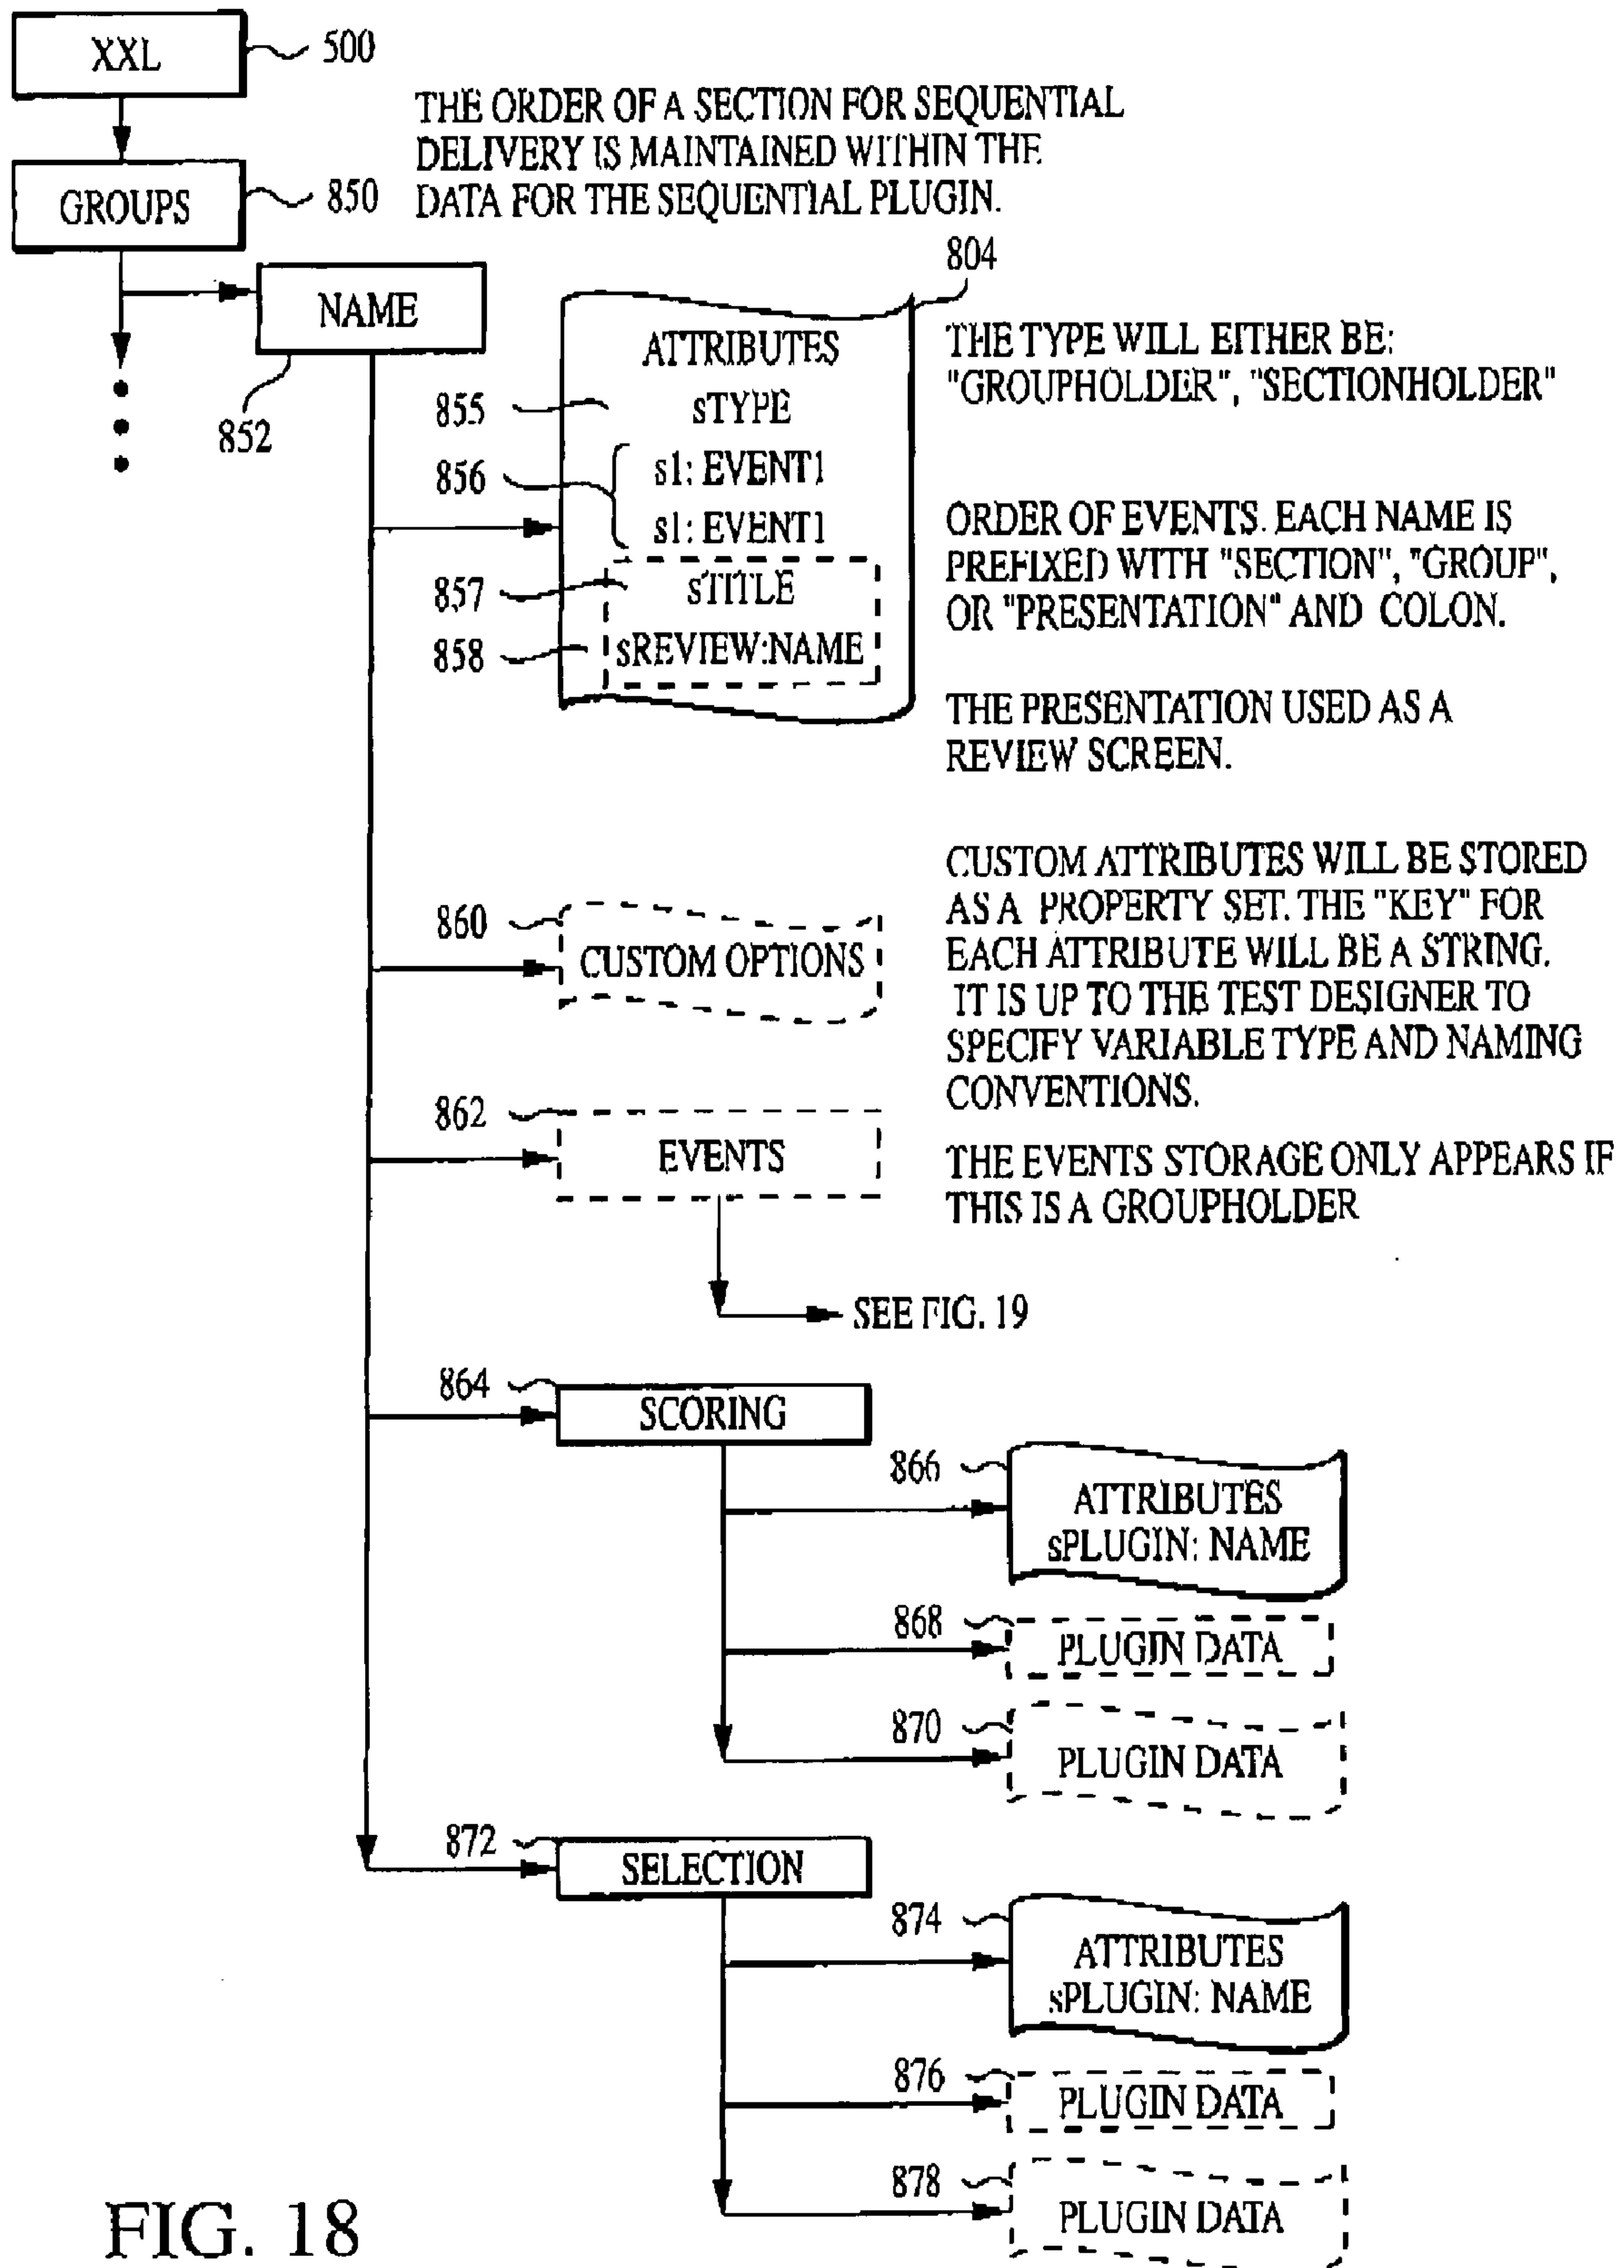 XXL
500
THE ORDER OF A SECTION FOR SEQUENTIAL
DELIVERY IS MAINTAINED WITHIN THE
DATA FOR THE SEQUENTIAL PLUGIN.
GROUPS
850
804
NAME
852
ATTRIBUTES
855
sTYPE
856
s1: EVENT1
s1: EVENT1
857
sTITLE
858
sREVIEW:NAME
THE TYPE WILL EITHER BE:
"GROUPHOLDER", "SECTIONHOLDER"
ORDER OF EVENTS. EACH NAME IS
PREFIXED WITH "SECTION", "GROUP",
OR "PRESENTATION" AND COLON.
THE PRESENTATION USED AS A
REVIEW SCREEN.
860
CUSTOM OPTIONS
CUSTOM ATTRIBUTES WILL BE STORED
AS A PROPERTY SET. THE "KEY" FOR
EACH ATTRIBUTE WILL BE A STRING.
IT IS UP TO THE TEST DESIGNER TO
SPECIFY VARIABLE TYPE AND NAMING
CONVENTIONS.
862
EVENTS
THE EVENTS STORAGE ONLY APPEARS IF
THIS IS A GROUPHOLDER
SEE FIG. 19
864
SCORING
866
ATTRIBUTES
sPLUGIN: NAME
868
PLUGIN DATA
870
PLUGIN DATA
872
SELECTION
874
ATTRIBUTES
sPLUGIN: NAME
876
PLUGIN DATA
878
PLUGIN DATA
FIG. 18